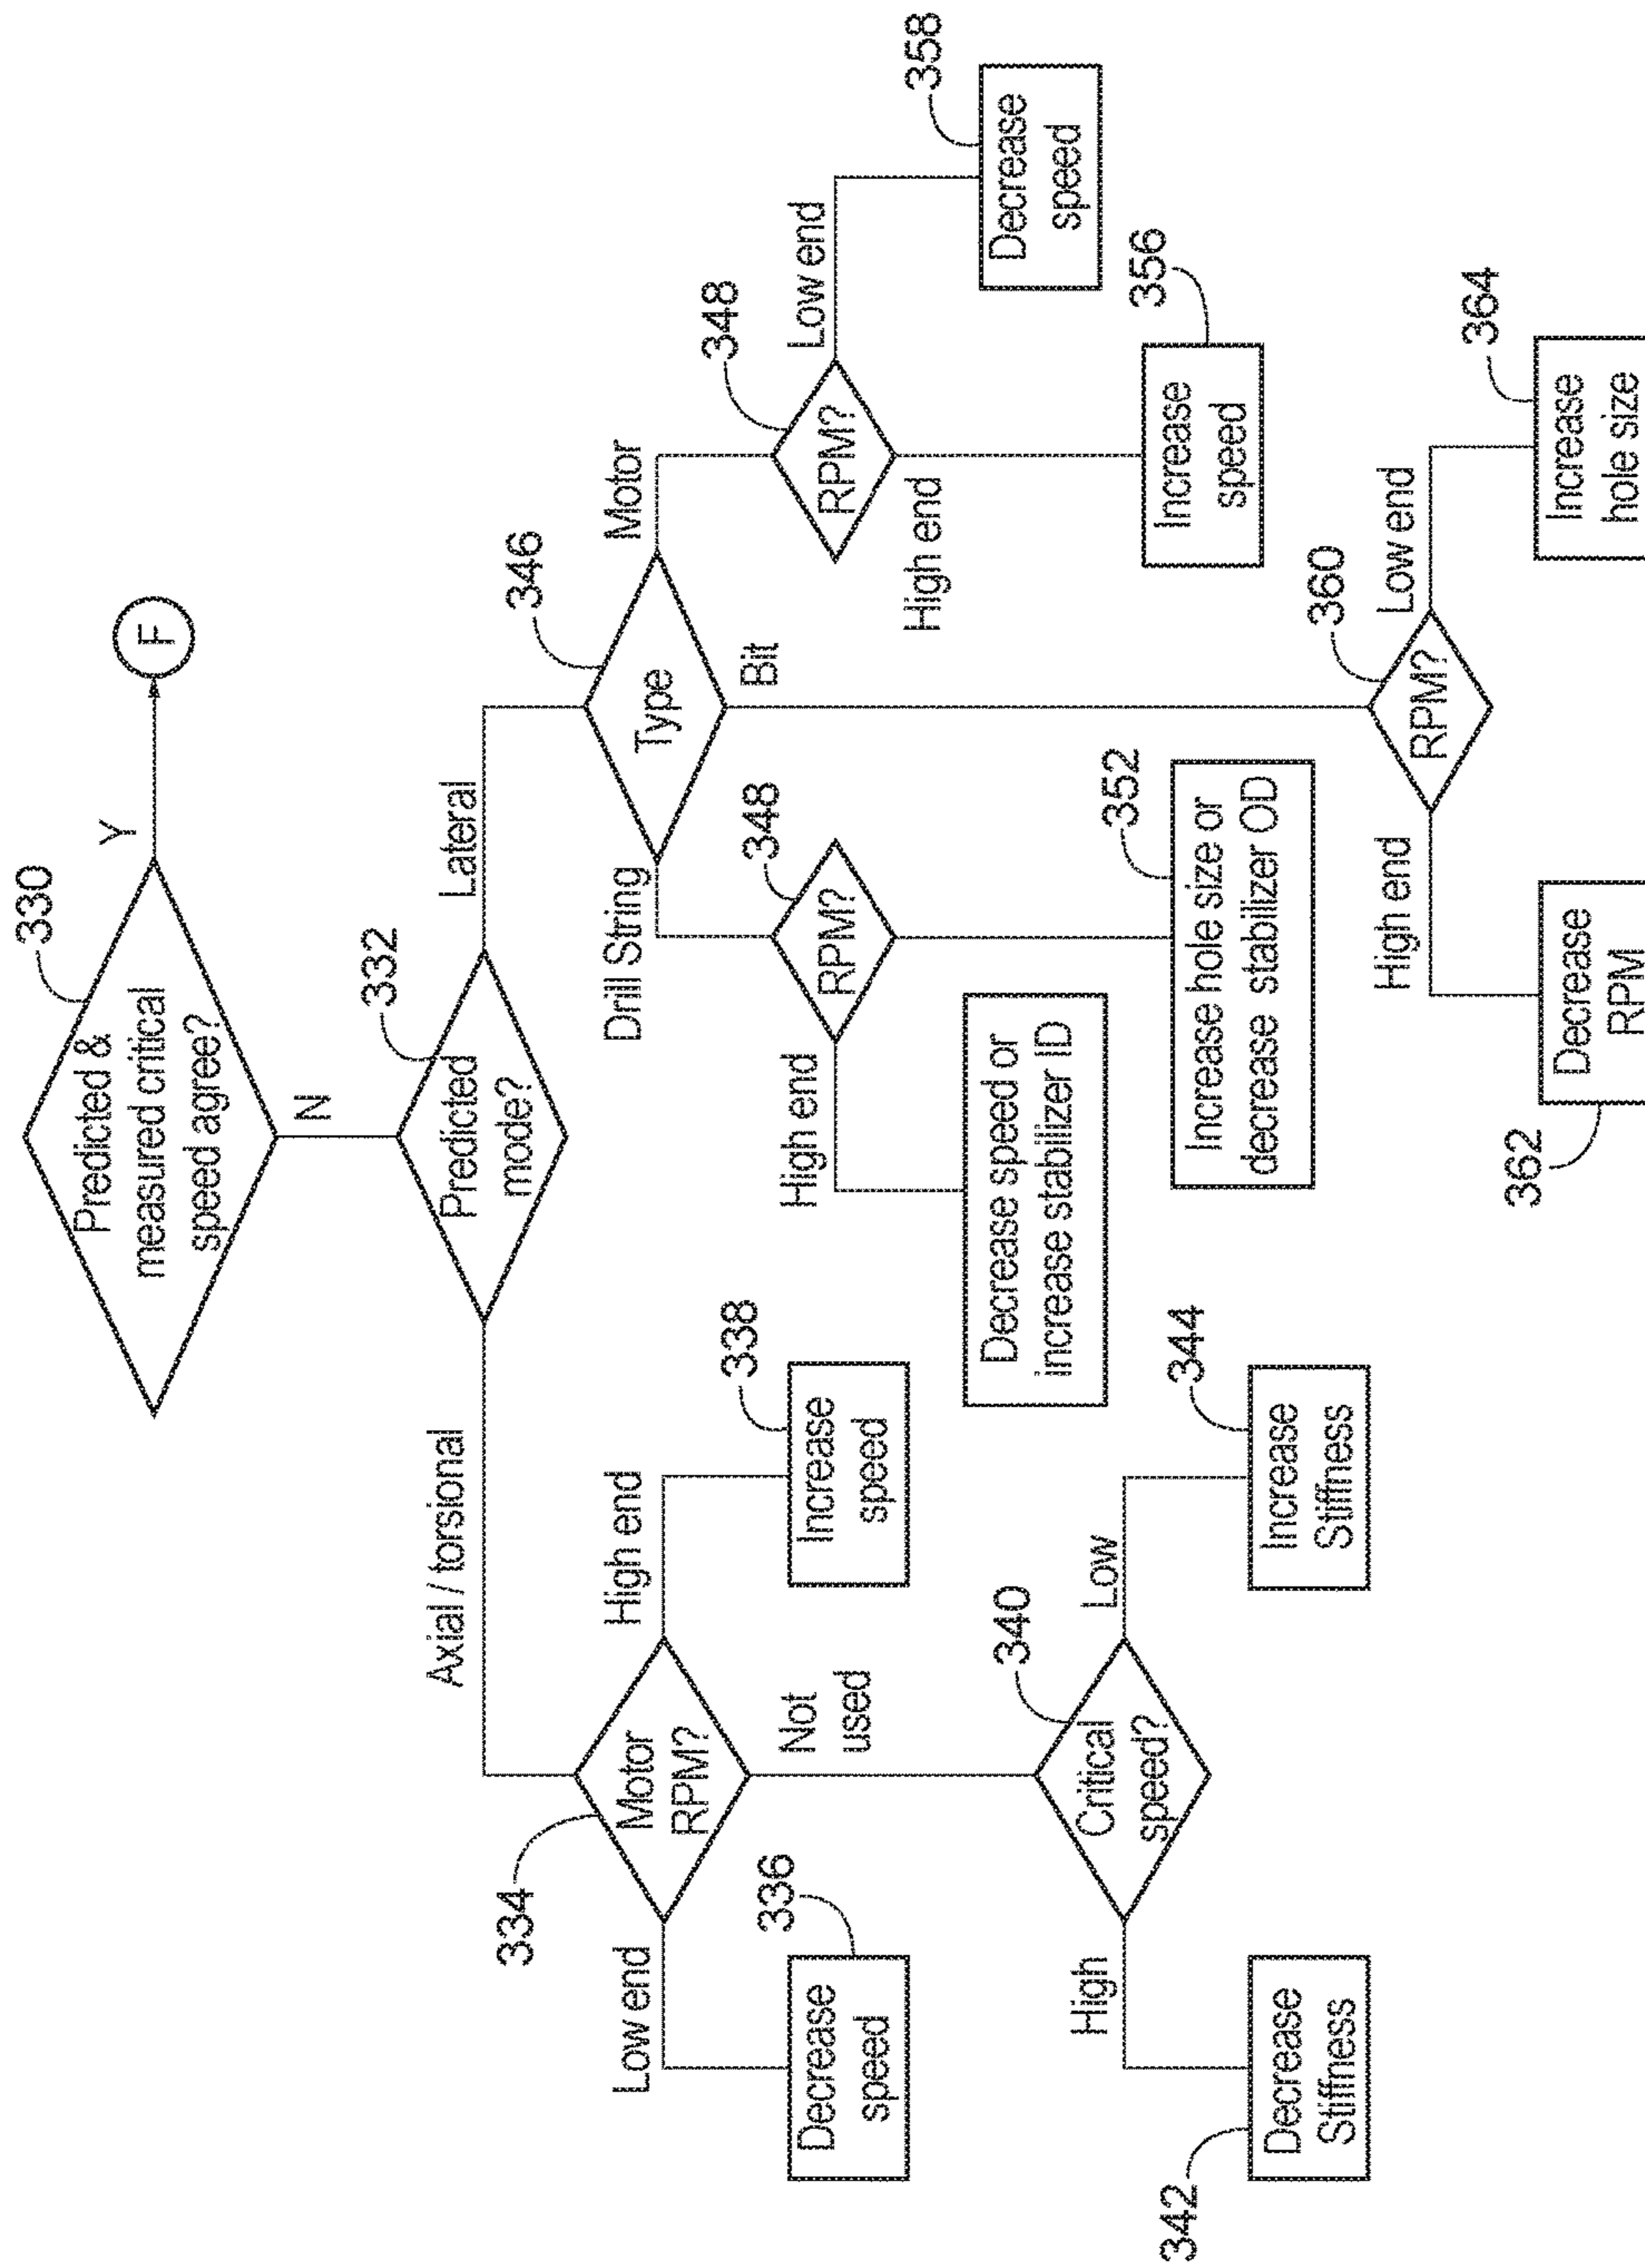 330
Predicted &
measured critical
speed agree?
Y
F
N
332
Predicted
mode?
Axial / torsional
Lateral
334
Motor
RPM?
Low end
High end
336
Decrease
speed
338
Increase
speed
Not
used
340
Critical
speed?
High
Low
342
Decrease
Stiffness
344
Increase
Stiffness
346
Type
Drill String
Motor
Bit
348
RPM?
High end
Decrease speed or
increase stabilizer ID
352
Increase hole size or
decrease stabilizer OD
348
RPM?
High end
Low end
356
Increase
speed
358
Decrease
speed
360
RPM?
High end
Low end
362
Decrease
RPM
364
Increase
hole size